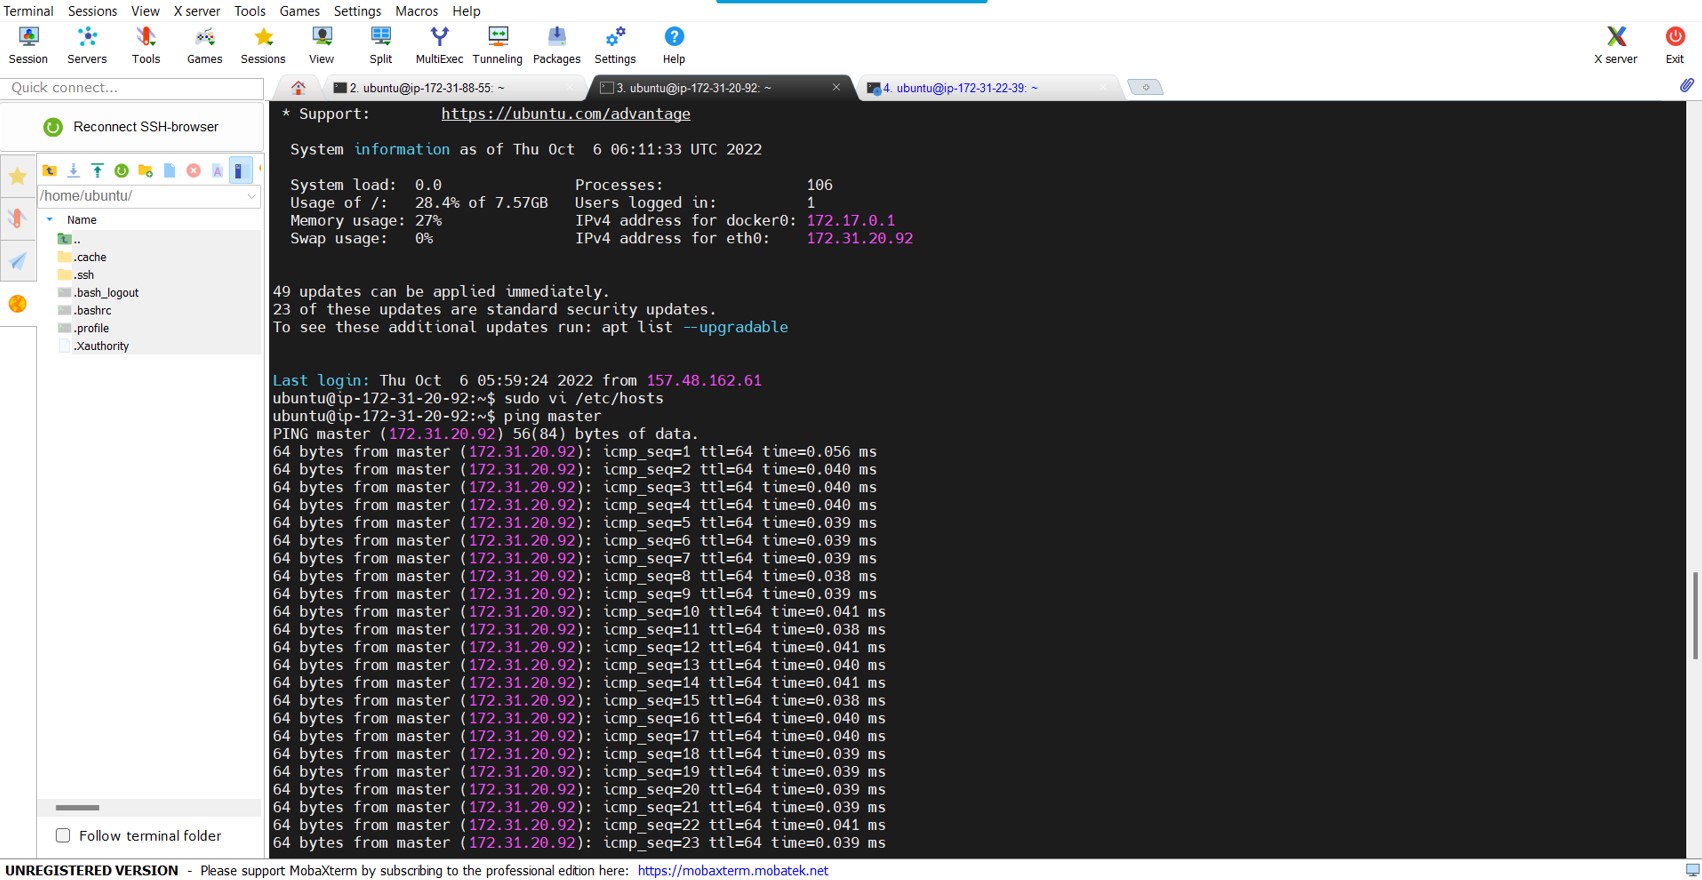 Terminal Sessions View X server Tools Games Settings Macros Help
Session Servers Tools Games Sessions View Split MultiExec Tunneling Packages Settings Help X server Exit
Quick connect...
2. ubuntu@ip-172-31-88-55: ~
3. ubuntu@ip-172-31-20-92: ~
4. ubuntu@ip-172-31-22-39: ~
Reconnect SSH-browser
/home/ubuntu/
Name
..
.cache
.ssh
.bash_logout
.bashrc
.profile
.Xauthority
Follow terminal folder
* Support: https://ubuntu.com/advantage
System information as of Thu Oct 6 06:11:33 UTC 2022
System load: 0.0 Processes: 106
Usage of /: 28.4% of 7.57GB Users logged in: 1
Memory usage: 27% IPv4 address for docker0: 172.17.0.1
Swap usage: 0% IPv4 address for eth0: 172.31.20.92
49 updates can be applied immediately.
23 of these updates are standard security updates.
To see these additional updates run: apt list --upgradable
Last login: Thu Oct 6 05:59:24 2022 from 157.48.162.61
ubuntu@ip-172-31-20-92:~$ sudo vi /etc/hosts
ubuntu@ip-172-31-20-92:~$ ping master
PING master (172.31.20.92) 56(84) bytes of data.
64 bytes from master (172.31.20.92): icmp_seq=1 ttl=64 time=0.056 ms
64 bytes from master (172.31.20.92): icmp_seq=2 ttl=64 time=0.040 ms
64 bytes from master (172.31.20.92): icmp_seq=3 ttl=64 time=0.040 ms
64 bytes from master (172.31.20.92): icmp_seq=4 ttl=64 time=0.040 ms
64 bytes from master (172.31.20.92): icmp_seq=5 ttl=64 time=0.039 ms
64 bytes from master (172.31.20.92): icmp_seq=6 ttl=64 time=0.039 ms
64 bytes from master (172.31.20.92): icmp_seq=7 ttl=64 time=0.039 ms
64 bytes from master (172.31.20.92): icmp_seq=8 ttl=64 time=0.038 ms
64 bytes from master (172.31.20.92): icmp_seq=9 ttl=64 time=0.039 ms
64 bytes from master (172.31.20.92): icmp_seq=10 ttl=64 time=0.041 ms
64 bytes from master (172.31.20.92): icmp_seq=11 ttl=64 time=0.038 ms
64 bytes from master (172.31.20.92): icmp_seq=12 ttl=64 time=0.041 ms
64 bytes from master (172.31.20.92): icmp_seq=13 ttl=64 time=0.040 ms
64 bytes from master (172.31.20.92): icmp_seq=14 ttl=64 time=0.041 ms
64 bytes from master (172.31.20.92): icmp_seq=15 ttl=64 time=0.038 ms
64 bytes from master (172.31.20.92): icmp_seq=16 ttl=64 time=0.040 ms
64 bytes from master (172.31.20.92): icmp_seq=17 ttl=64 time=0.040 ms
64 bytes from master (172.31.20.92): icmp_seq=18 ttl=64 time=0.039 ms
64 bytes from master (172.31.20.92): icmp_seq=19 ttl=64 time=0.039 ms
64 bytes from master (172.31.20.92): icmp_seq=20 ttl=64 time=0.039 ms
64 bytes from master (172.31.20.92): icmp_seq=21 ttl=64 time=0.039 ms
64 bytes from master (172.31.20.92): icmp_seq=22 ttl=64 time=0.041 ms
64 bytes from master (172.31.20.92): icmp_seq=23 ttl=64 time=0.039 ms
UNREGISTERED VERSION - Please support MobaXterm by subscribing to the professional edition here: https://mobaxterm.mobatek.net